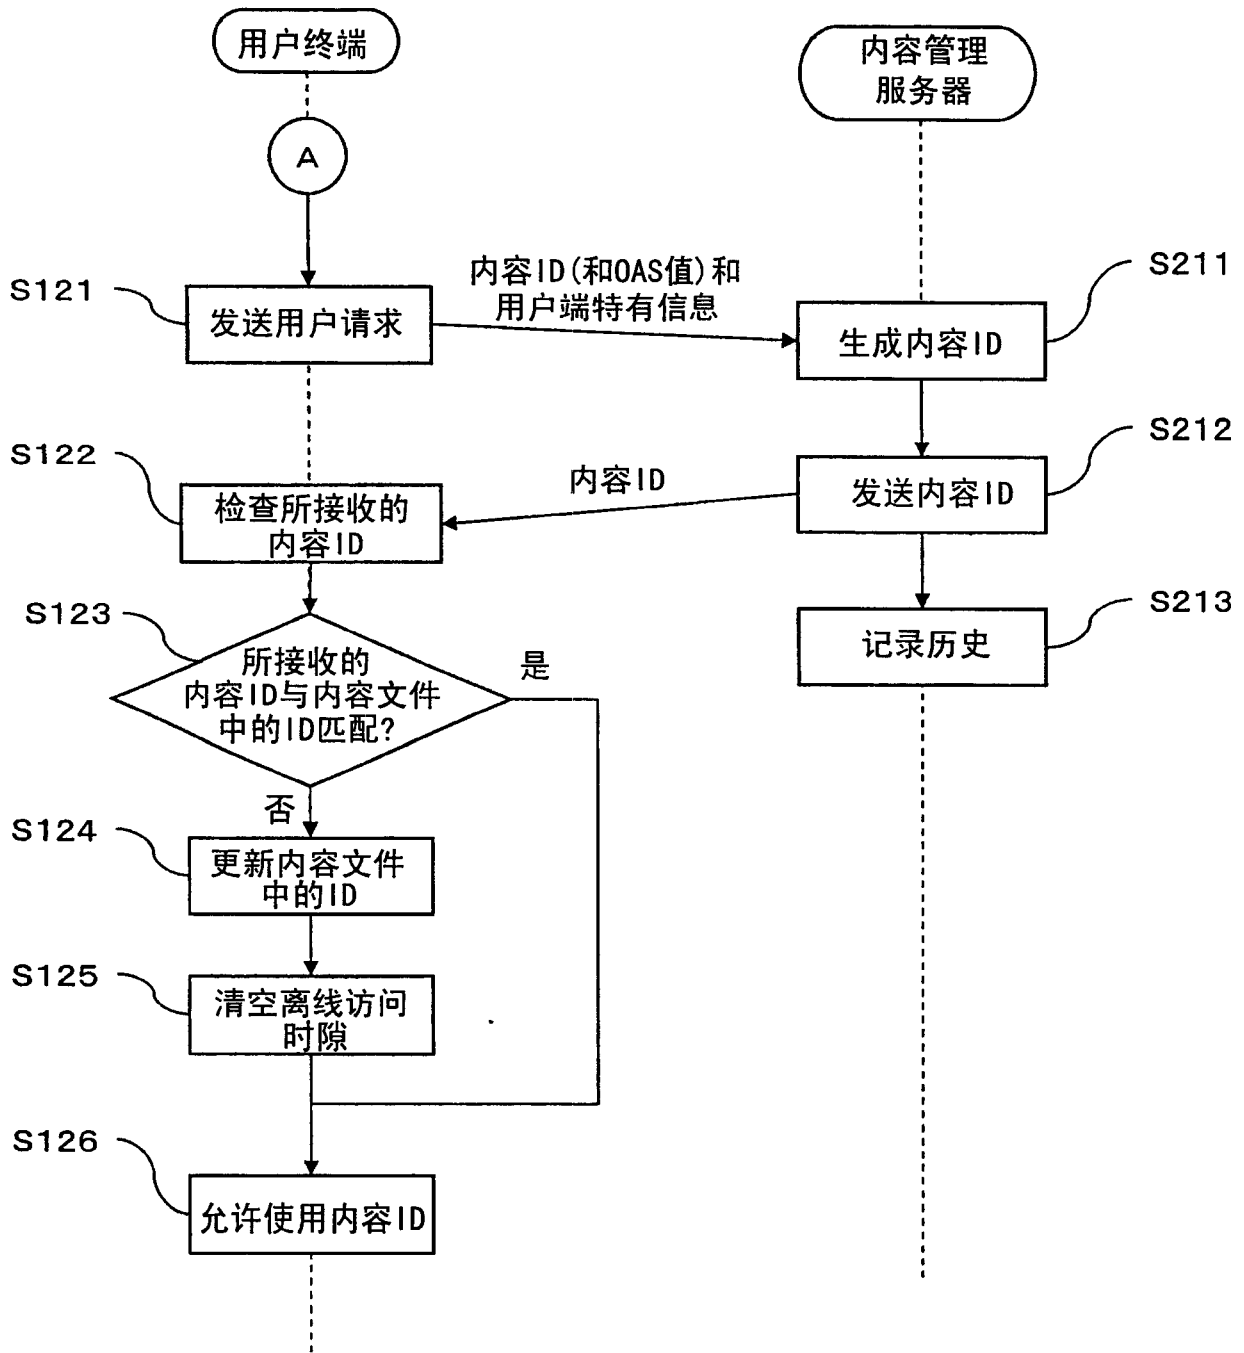 用户终端
内容管理
服务器
A
S121
发送用户请求
内容ID(和OAS值)和
用户端特有信息
S211
生成内容ID
S122
检查所接收的
内容ID
内容ID
S212
发送内容ID
S123
所接收的
内容ID与内容文件
中的ID匹配?
是
否
S213
记录历史
S124
更新内容文件
中的ID
S125
清空离线访问
时隙
S126
允许使用内容ID